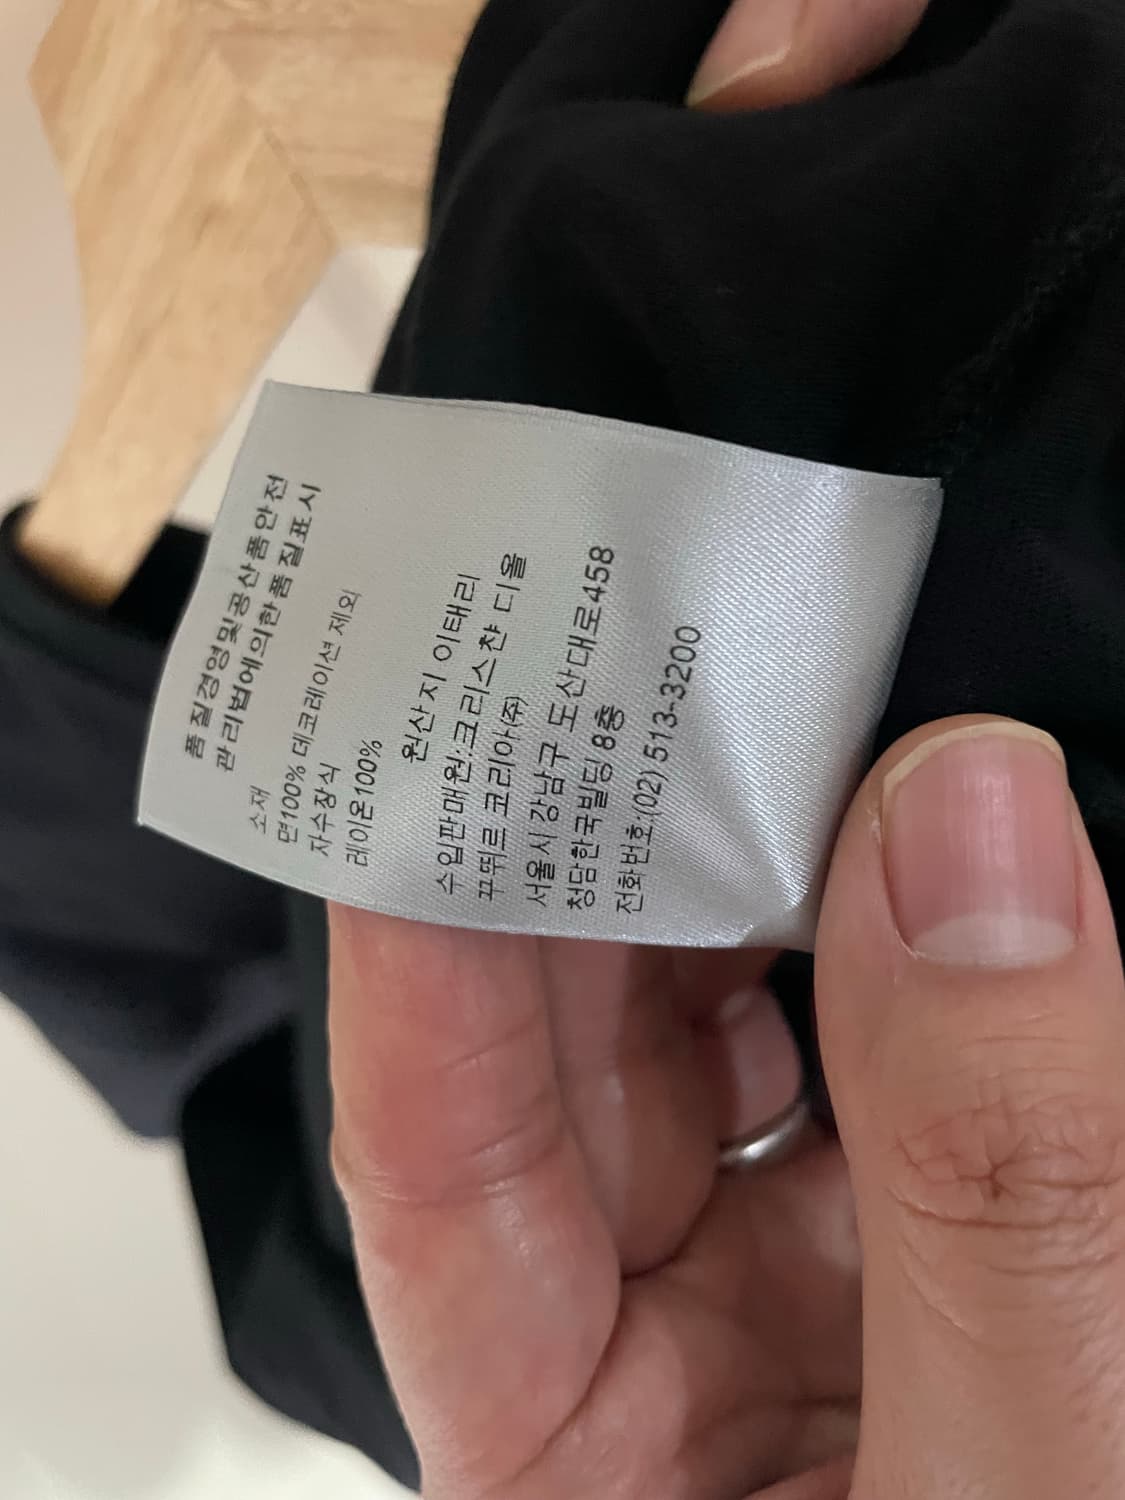 품질경영및공산품안전
관리법에의한품질표시
소재
면100% 데코레이션 제외
자수장식
레이온100%
원산지 이태리
수입판매원:크리스챤 디올
꾸뛰르 코리아(주)
서울시 강남구 도산대로458
청담한국빌딩 8층
전화번호:(02) 513-3200